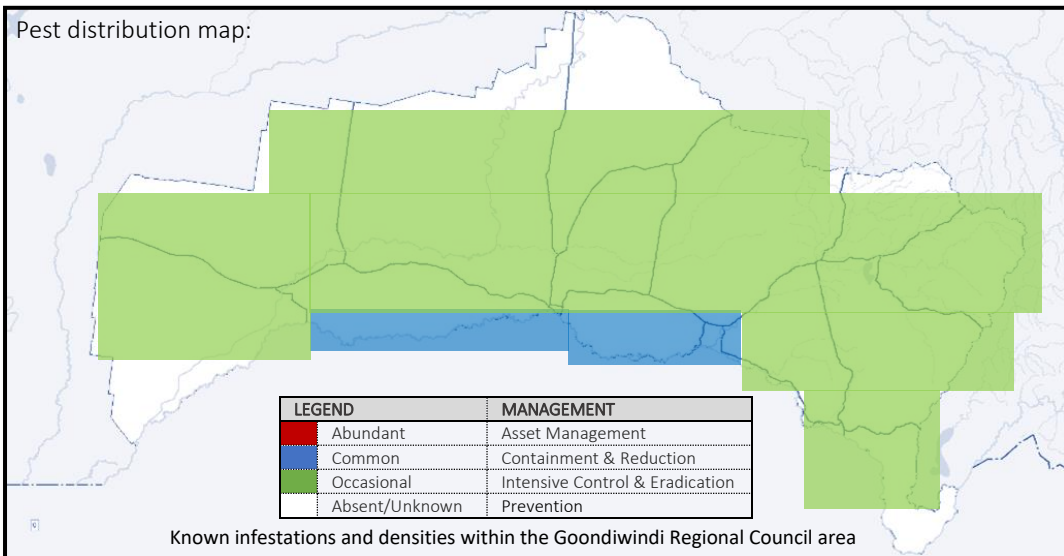 Pest distribution map:
LEGEND MANAGEMENT
Abundant Asset Management
Common Containment & Reduction
Occasional Intensive Control & Eradication
Absent/Unknown Prevention
Known infestations and densities within the Goondiwindi Regional Council area